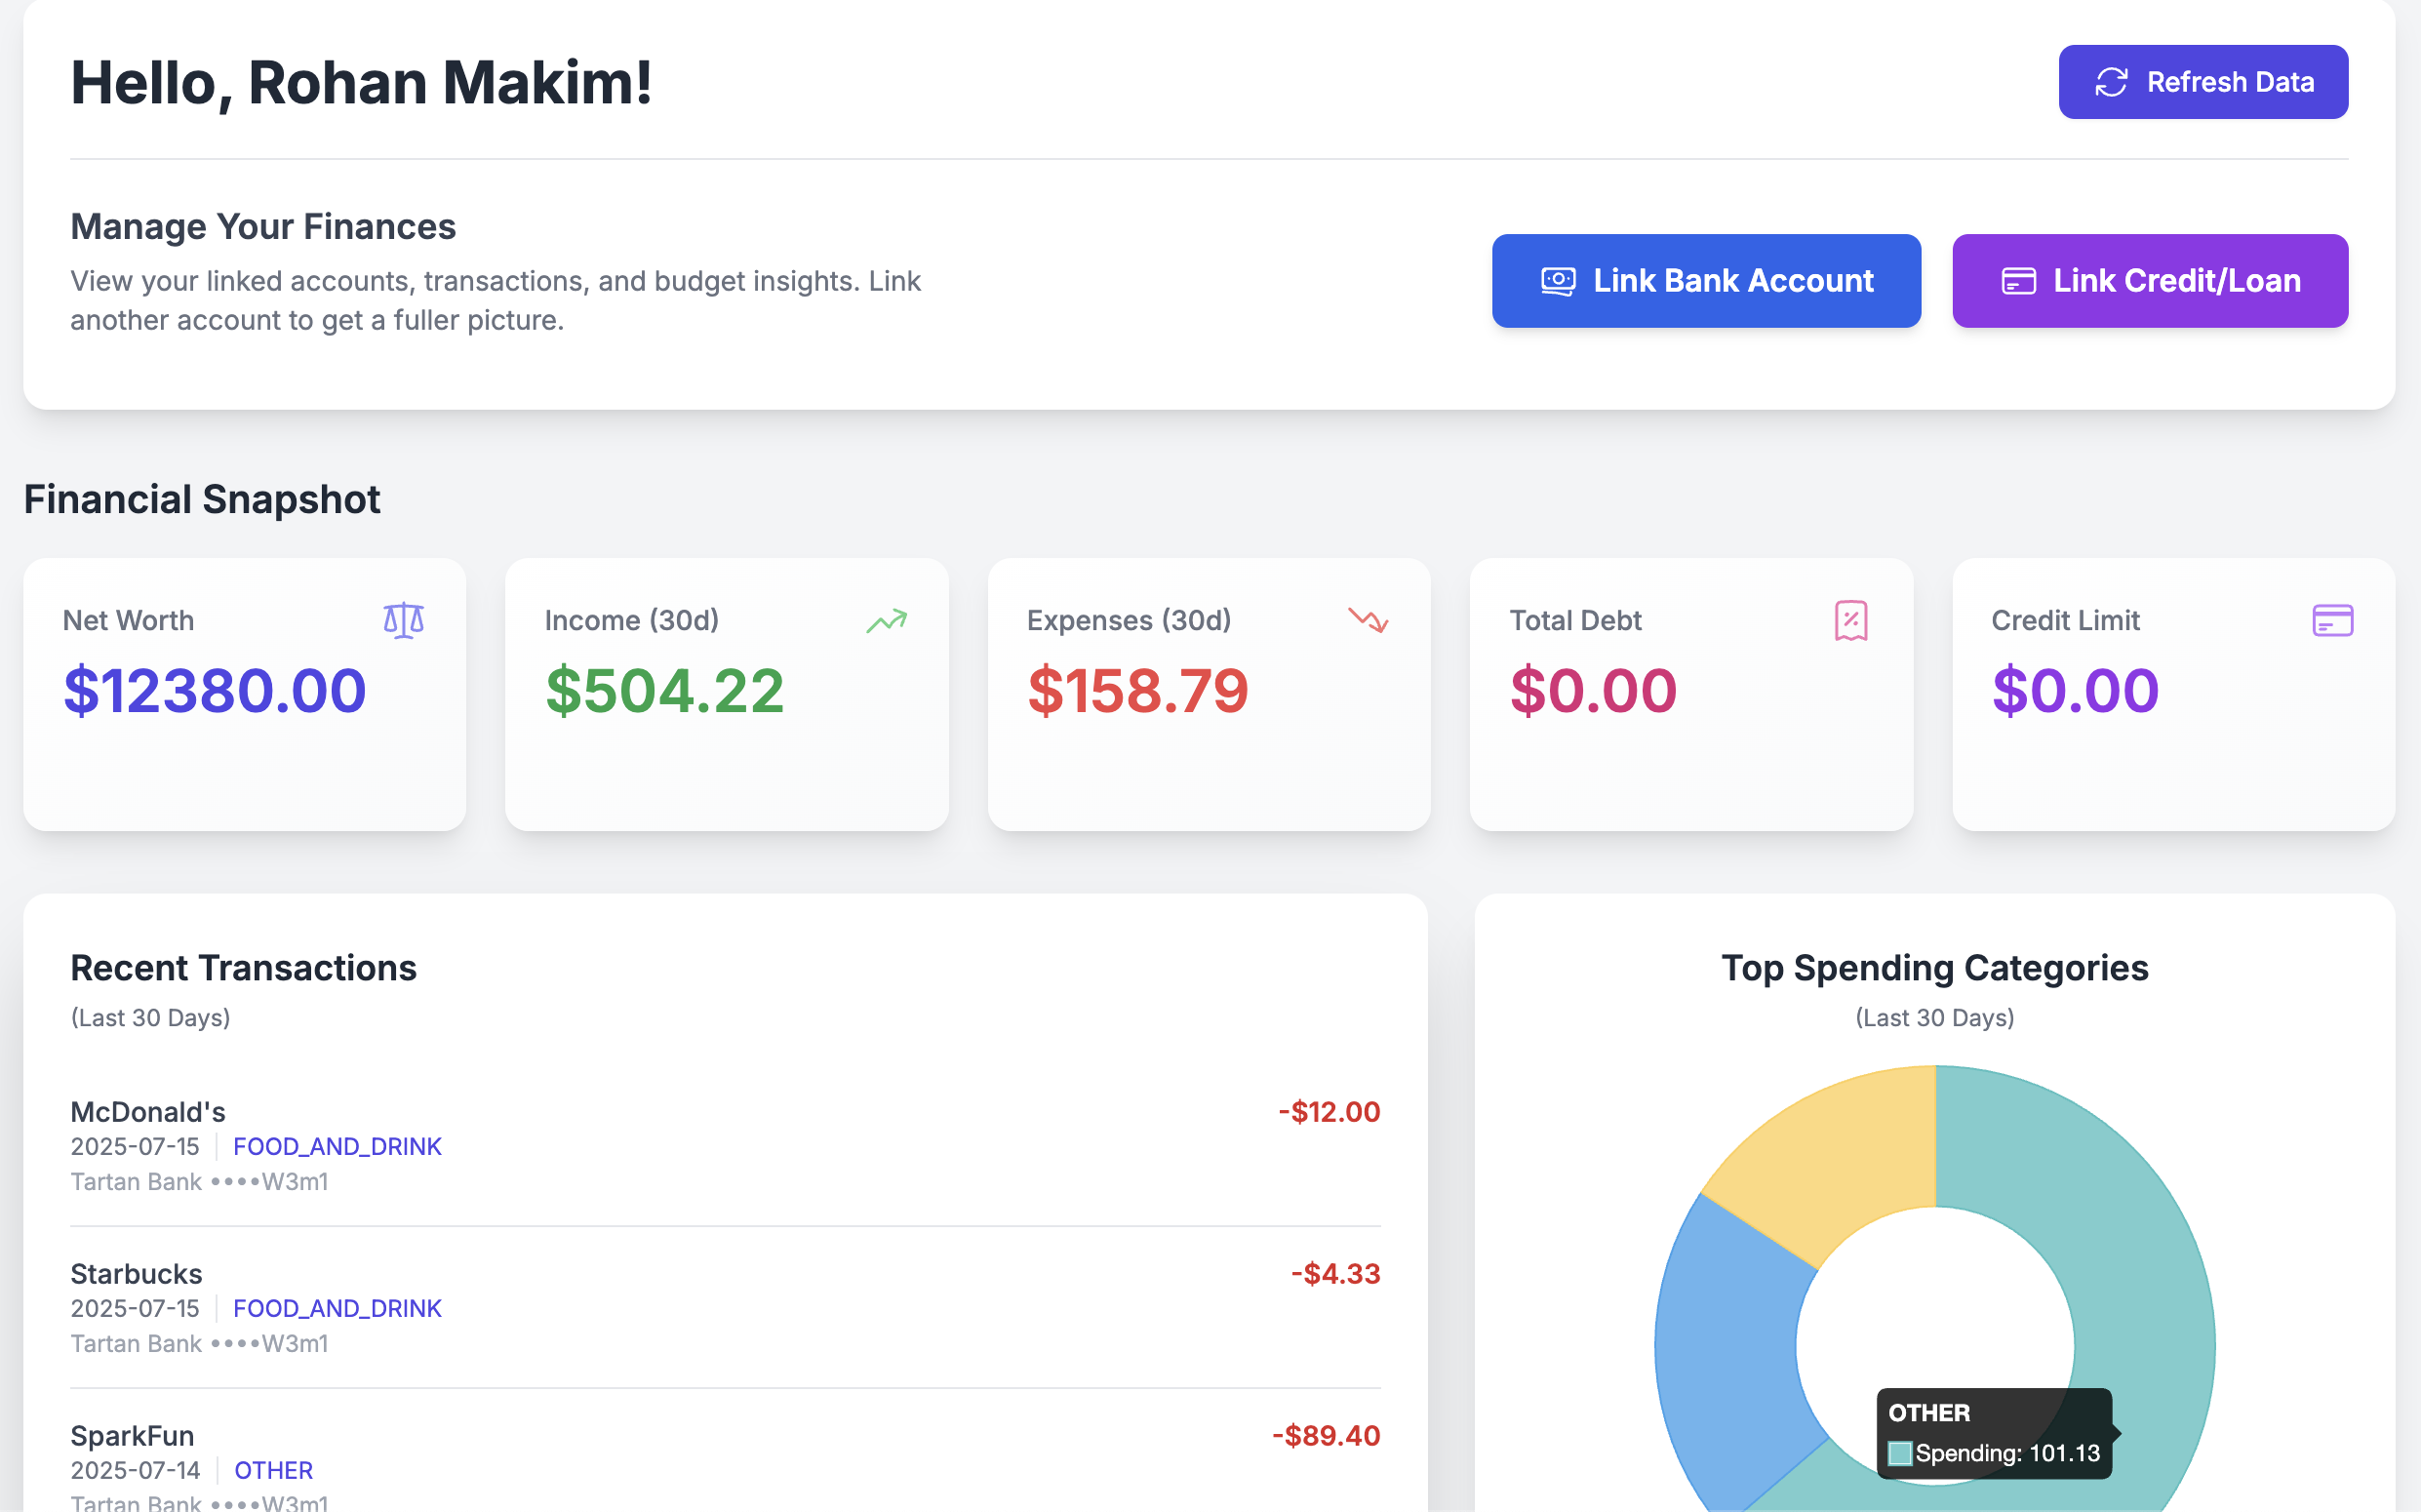 Hello, Rohan Makim!
Refresh Data
Manage Your Finances
View your linked accounts, transactions, and budget insights. Link
another account to get a fuller picture.
Link Bank Account
Link Credit/Loan
Financial Snapshot
Net Worth
$12380.00
Income (30d)
$504.22
Expenses (30d)
$158.79
Total Debt
$0.00
Credit Limit
$0.00
Recent Transactions
(Last 30 Days)
McDonald's
-$12.00
2025-07-15 FOOD_AND_DRINK
Tartan Bank ••••W3m1
Starbucks
-$4.33
2025-07-15 FOOD_AND_DRINK
Tartan Bank ••••W3m1
SparkFun
-$89.40
2025-07-14 OTHER
Tartan Bank ••••W3m1
Top Spending Categories
(Last 30 Days)
OTHER
Spending: 101.13